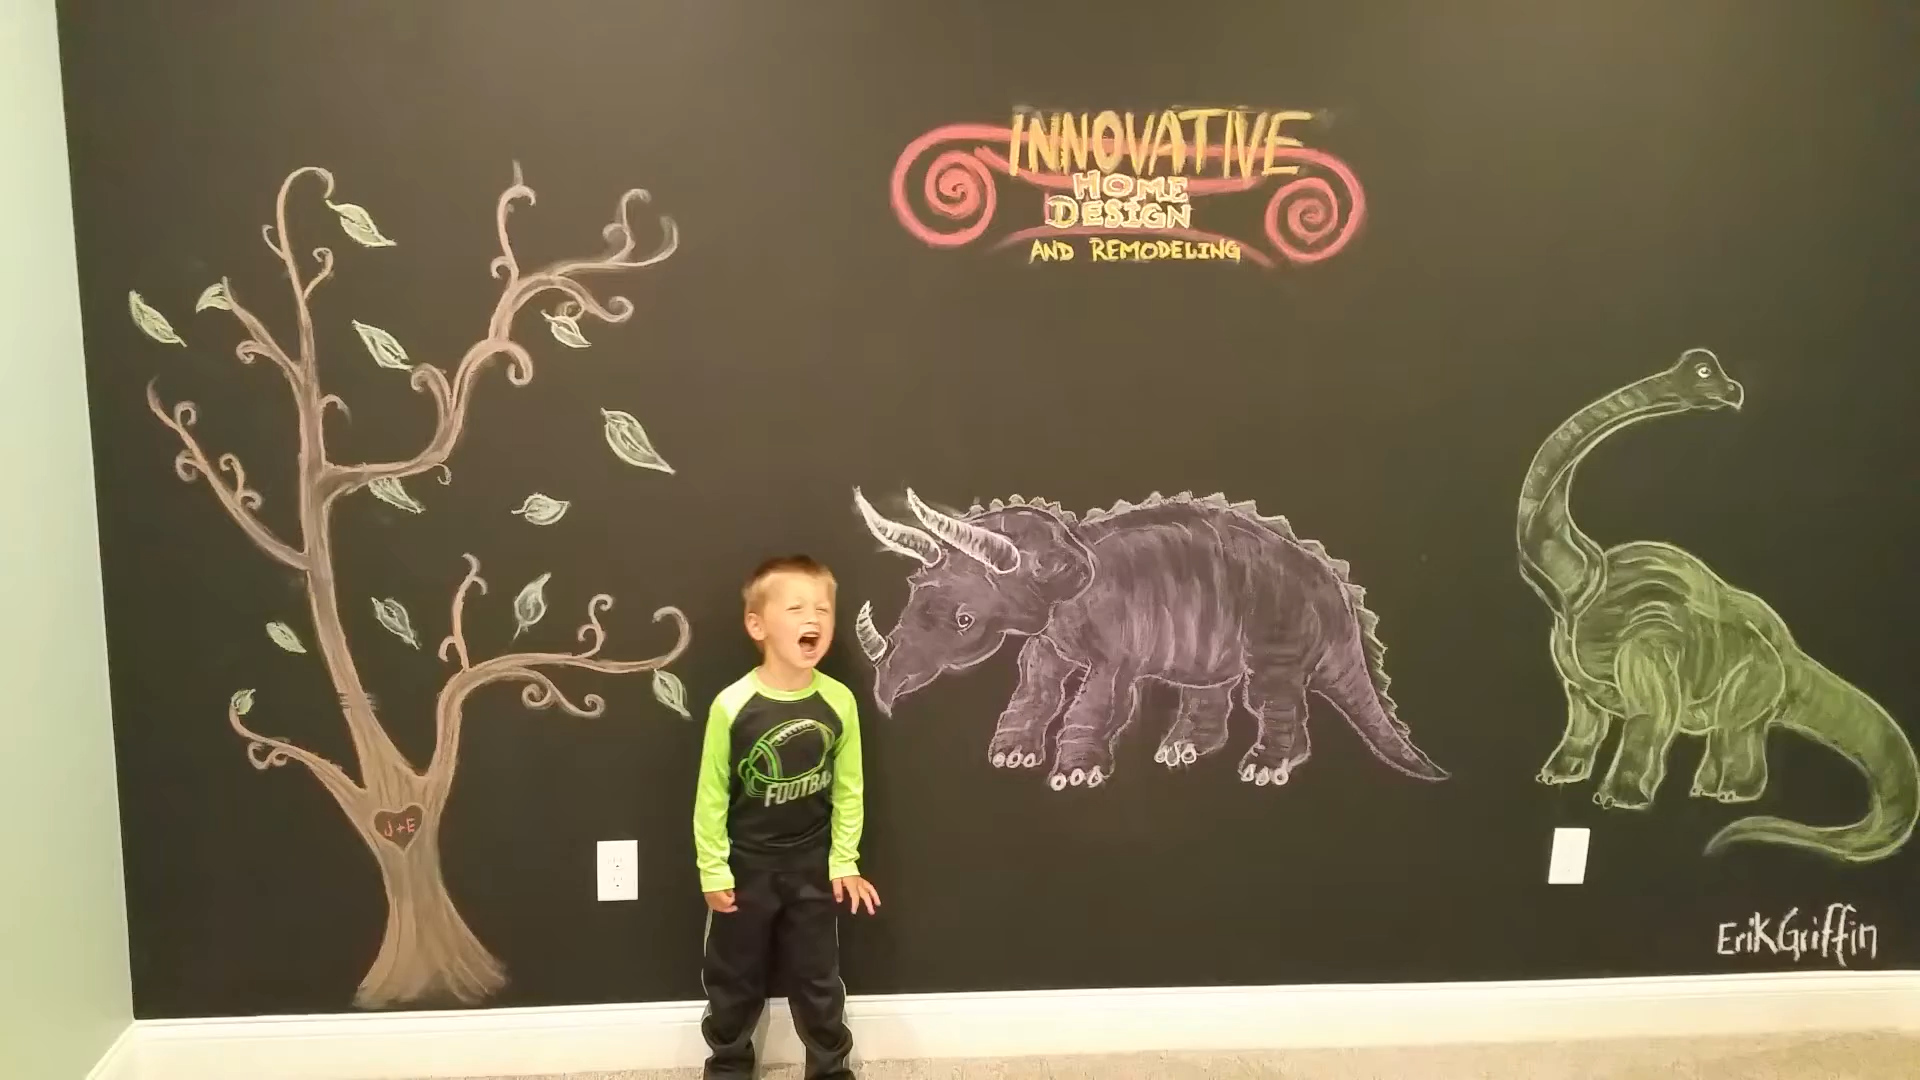 INNOVATIVE
HOME
DESIGN
AND REMODELING
J+E
FOOTBA
ErikGriffin